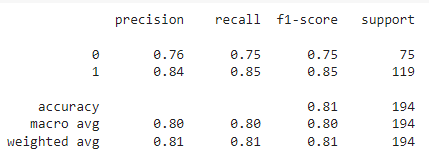 precision recall f1-score support
0 0.76 0.75 0.75 75
1 0.84 0.85 0.85 119
accuracy 0.81 194
macro avg 0.80 0.80 0.80 194
weighted avg 0.81 0.81 0.81 194